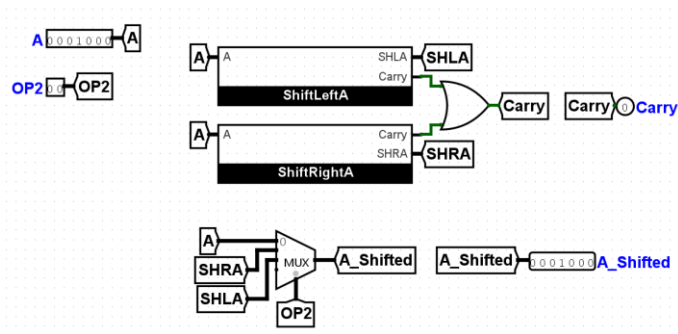 A 0001000 A
OP2 00 OP2
A A SHLA SHLA
Carry
ShiftLeftA
Carry Carry 0 Carry
A A Carry
SHRA SHRA
ShiftRightA
A 0
SHRA MUX A_Shifted
SHLA
OP2
A_Shifted 0001000 A_Shifted